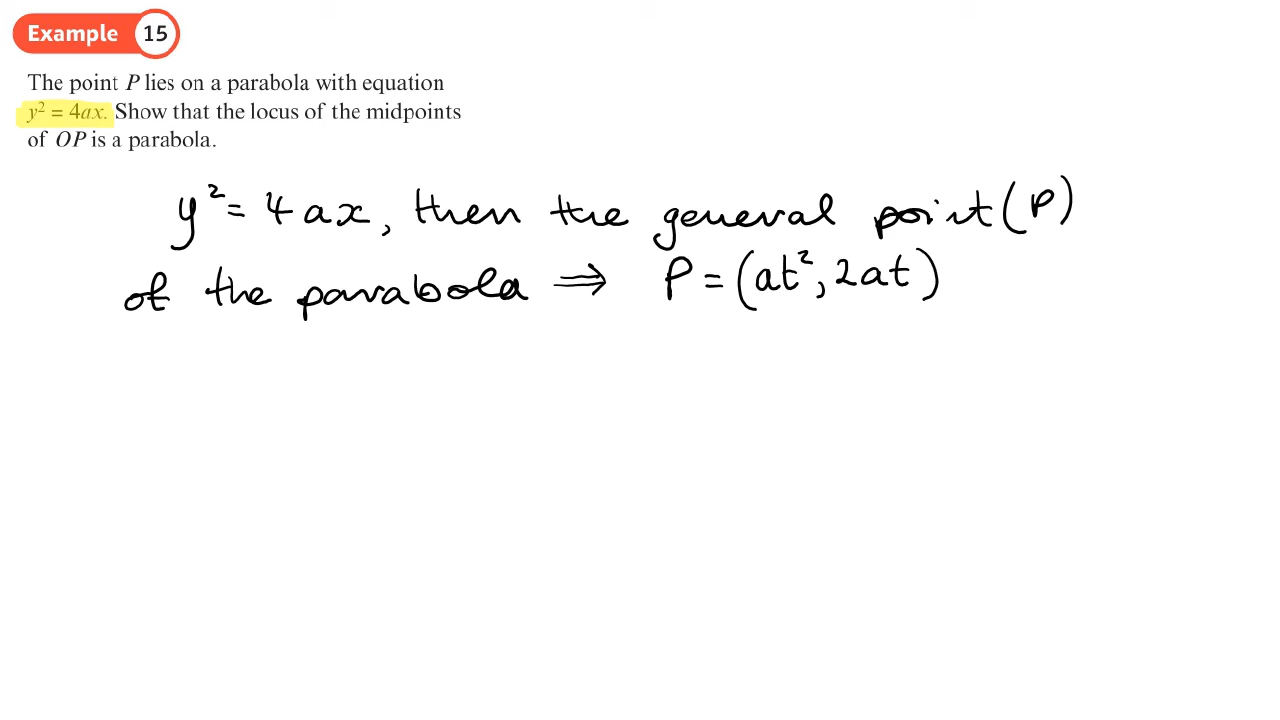 Example 15
The point P lies on a parabola with equation
y² = 4ax. Show that the locus of the midpoints
of OP is a parabola.
y² = 4ax, then the general point (P)
of the parabola ⇒ P = (at², 2at)